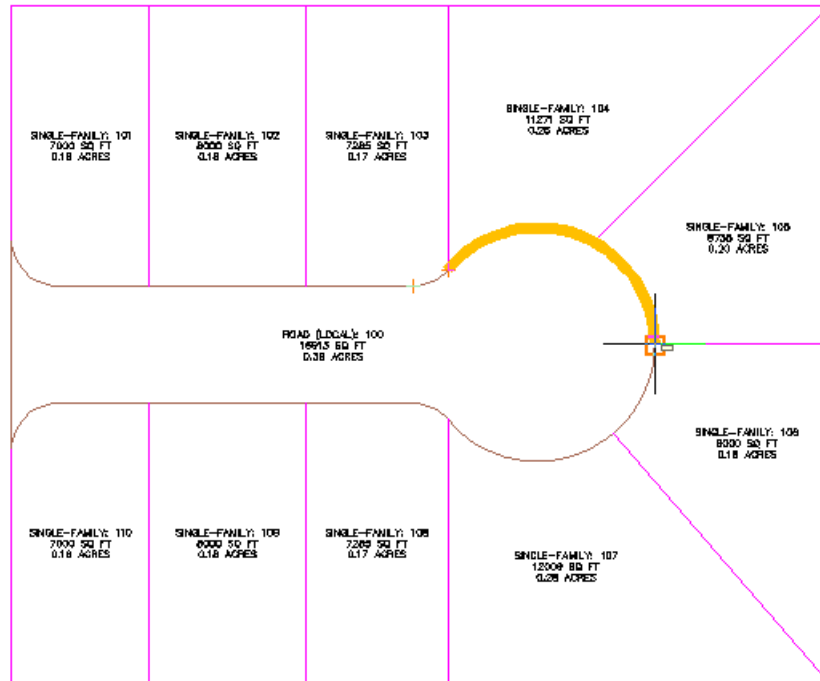 SINGLE-FAMILY: 101
7000 SQ FT
0.16 ACRES
SINGLE-FAMILY: 102
8000 SQ FT
0.18 ACRES
SINGLE-FAMILY: 103
7285 SQ FT
0.17 ACRES
SINGLE-FAMILY: 104
11271 SQ FT
0.26 ACRES
SINGLE-FAMILY: 105
SQ FT
0.20 ACRES
ROAD (LOCAL): 100
SQ FT
0.38 ACRES
SINGLE-FAMILY: 106
8000 SQ FT
0.18 ACRES
SINGLE-FAMILY: 110
7000 SQ FT
0.16 ACRES
SINGLE-FAMILY: 109
8000 SQ FT
0.18 ACRES
SINGLE-FAMILY: 108
7285 SQ FT
0.17 ACRES
SINGLE-FAMILY: 107
12009 SQ FT
0.28 ACRES